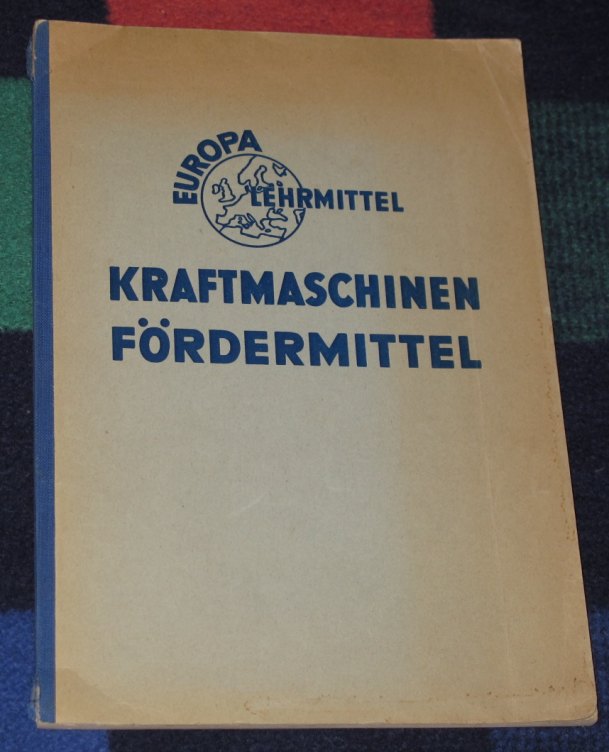 EUROPA
LEHRMITTEL
KRAFTMASCHINEN
FÖRDERMITTEL